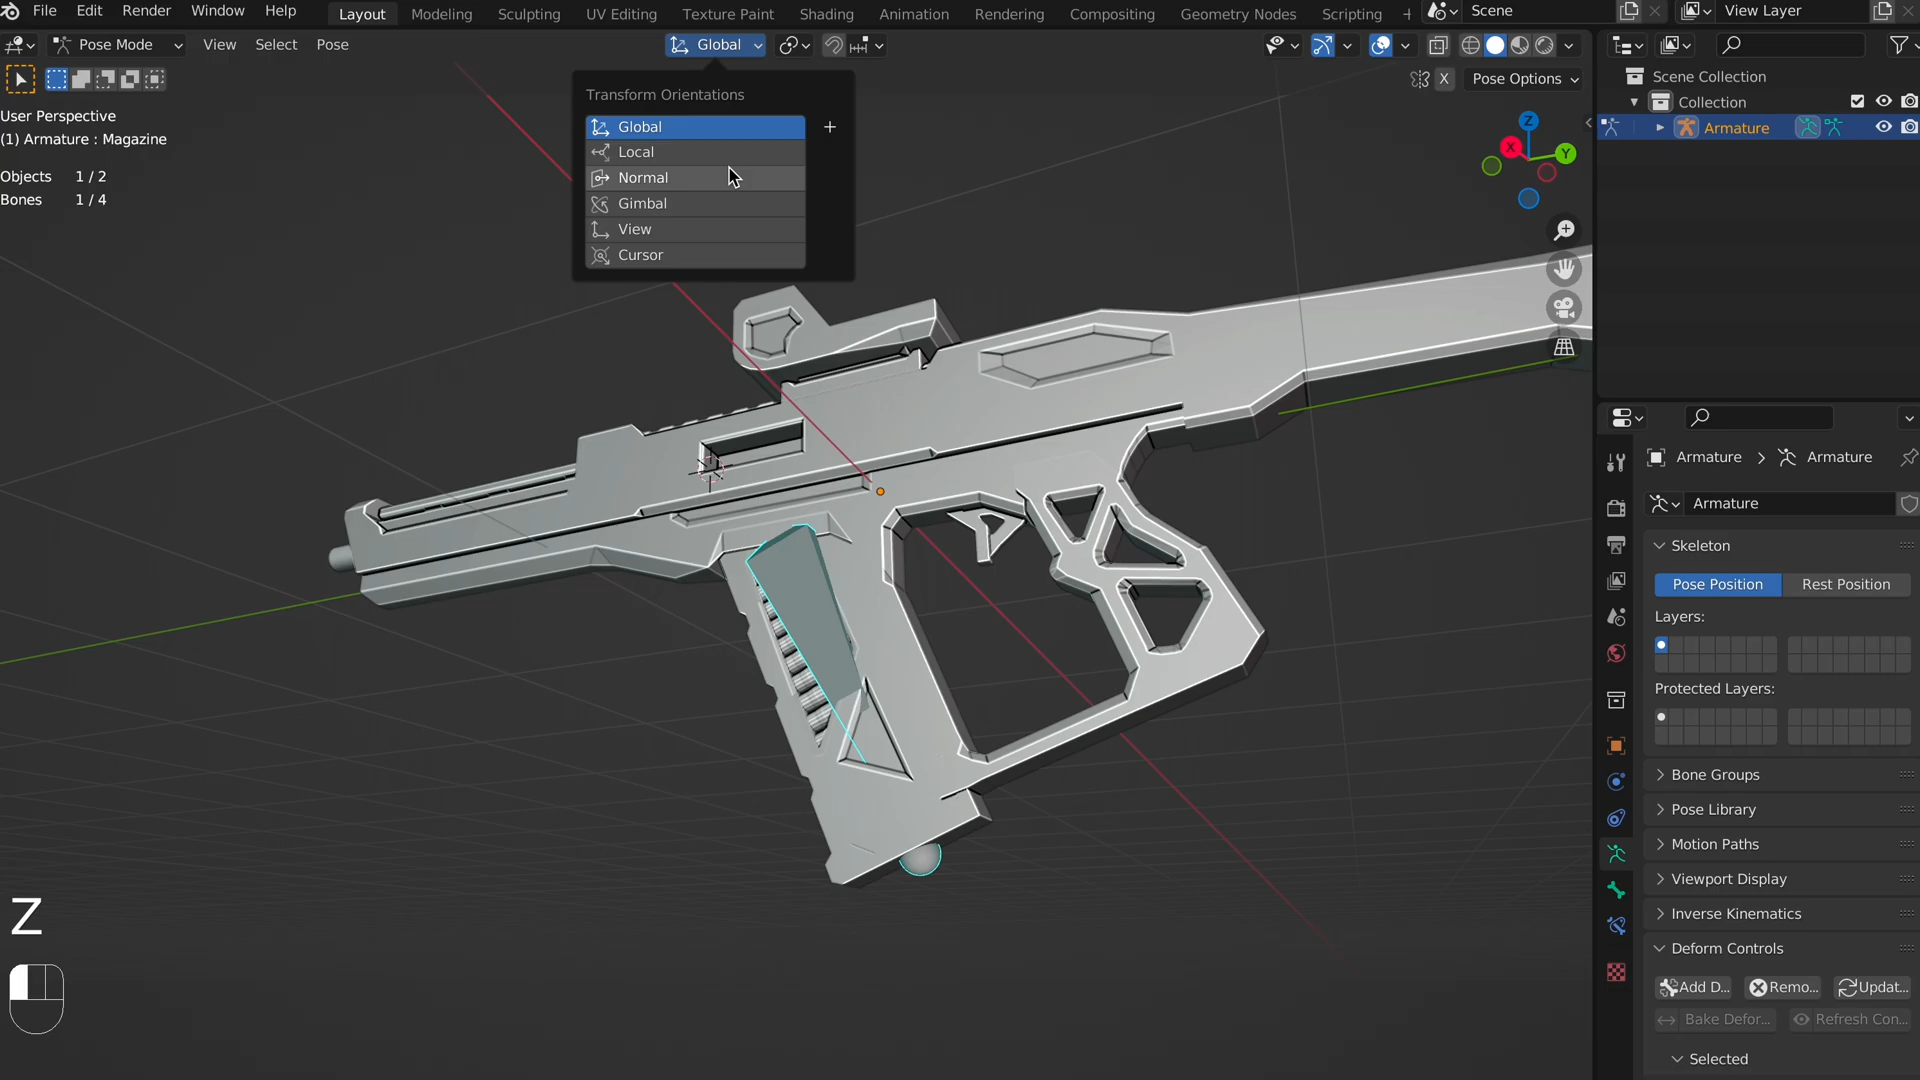 File Edit Render Window Help Layout Modeling Sculpting UV Editing Texture Paint Shading Animation Rendering Compositing Geometry Nodes Scripting + Scene View Layer
Pose Mode View Select Pose Global
X Pose Options
User Perspective
(1) Armature : Magazine
Objects 1 / 2
Bones 1 / 4
Transform Orientations
Global
Local
Normal
Gimbal
View
Cursor
Z
X
Y
Z
Scene Collection
Collection
Armature
Armature > Armature
Armature
Skeleton
Pose Position Rest Position
Layers:
Protected Layers:
Bone Groups
Pose Library
Motion Paths
Viewport Display
Inverse Kinematics
Deform Controls
Add D... Remo... Updat...
Bake Defor... Refresh Con...
Selected